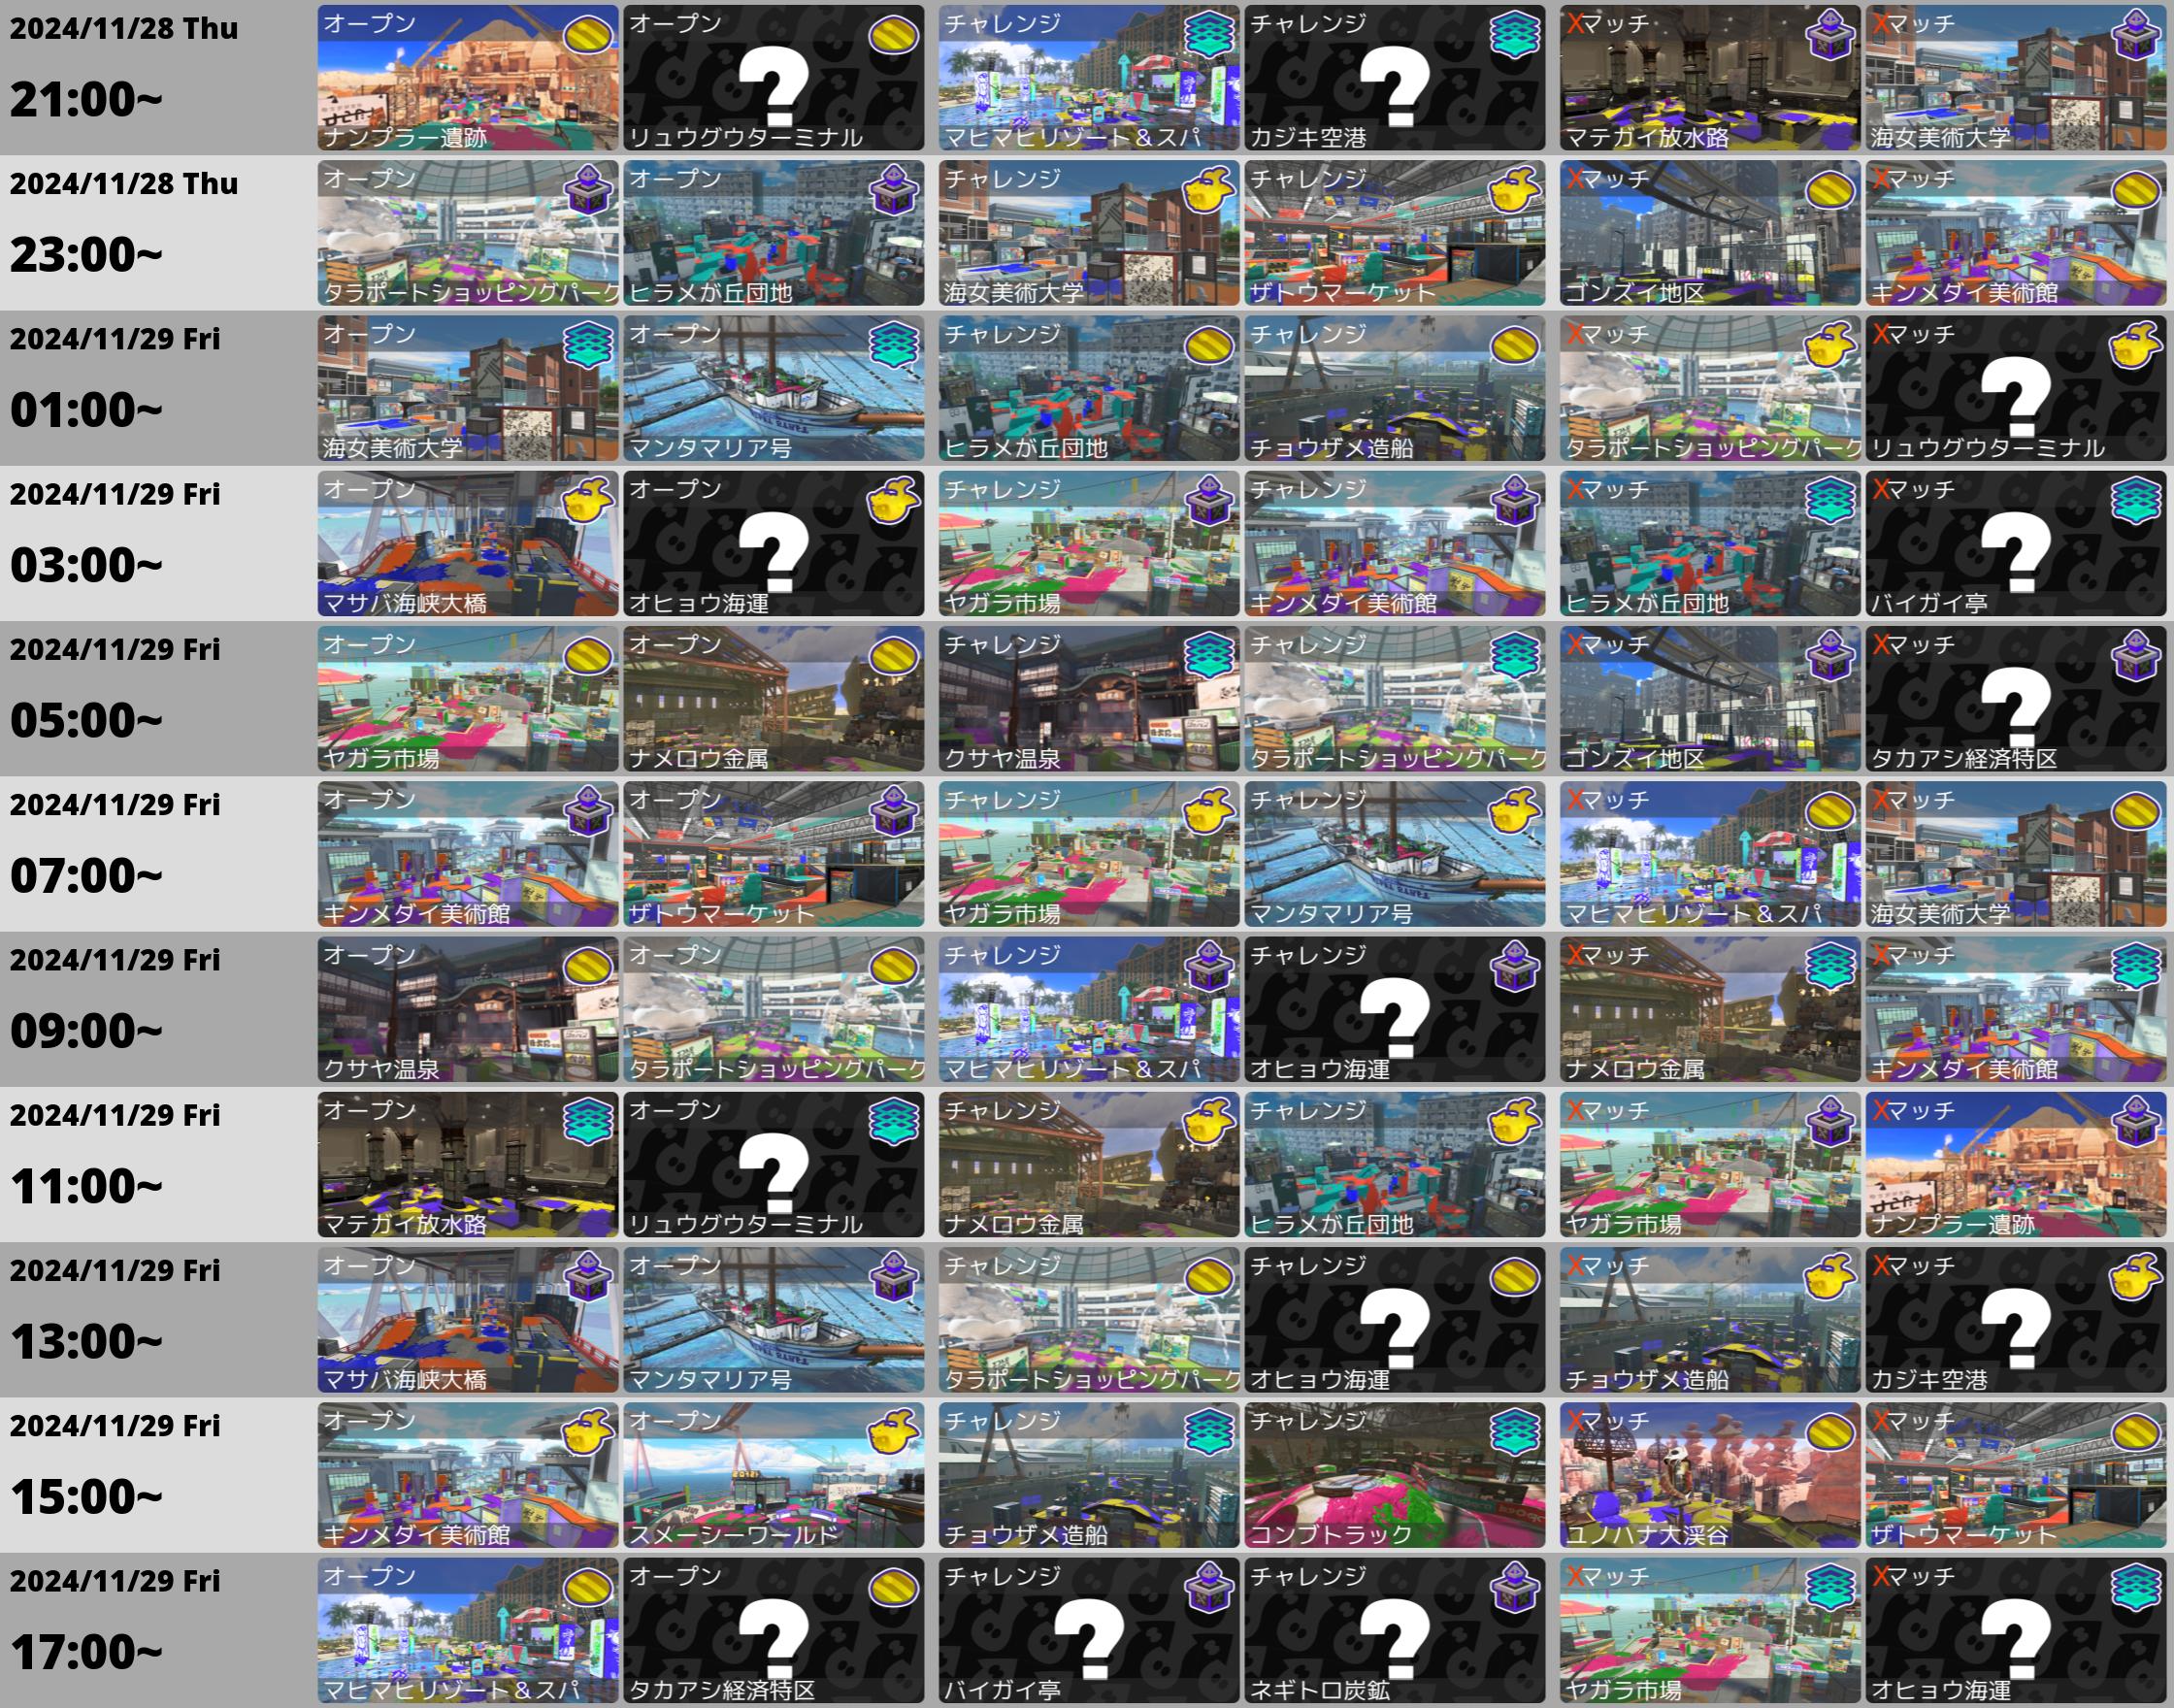 2024/11/28 Thu
21:00~
オープン
ナンプラー遺跡
オープン
リュウグウターミナル
チャレンジ
マヒマヒリゾート&スパ
チャレンジ
カジキ空港
Xマッチ
マテガイ放水路
Xマッチ
海女美術大学
2024/11/28 Thu
23:00~
オープン
タラポートショッピングパーク
オープン
ヒラメが丘団地
チャレンジ
海女美術大学
チャレンジ
ザトウマーケット
Xマッチ
ゴンズイ地区
Xマッチ
キンメダイ美術館
2024/11/29 Fri
01:00~
オープン
海女美術大学
オープン
マンタマリア号
チャレンジ
ヒラメが丘団地
チャレンジ
チョウザメ造船
Xマッチ
タラポートショッピングパーク
Xマッチ
リュウグウターミナル
2024/11/29 Fri
03:00~
オープン
マサバ海峡大橋
オープン
オヒョウ海運
チャレンジ
ヤガラ市場
チャレンジ
キンメダイ美術館
Xマッチ
ヒラメが丘団地
Xマッチ
バイガイ亭
2024/11/29 Fri
05:00~
オープン
ヤガラ市場
オープン
ナメロウ金属
チャレンジ
クサヤ温泉
チャレンジ
タラポートショッピングパーク
Xマッチ
ゴンズイ地区
Xマッチ
タカアシ経済特区
2024/11/29 Fri
07:00~
オープン
キンメダイ美術館
オープン
ザトウマーケット
チャレンジ
ヤガラ市場
チャレンジ
マンタマリア号
Xマッチ
マヒマヒリゾート&スパ
Xマッチ
海女美術大学
2024/11/29 Fri
09:00~
オープン
クサヤ温泉
オープン
タラポートショッピングパーク
チャレンジ
マヒマヒリゾート&スパ
チャレンジ
オヒョウ海運
Xマッチ
ナメロウ金属
Xマッチ
キンメダイ美術館
2024/11/29 Fri
11:00~
オープン
マテガイ放水路
オープン
リュウグウターミナル
チャレンジ
ナメロウ金属
チャレンジ
ヒラメが丘団地
Xマッチ
ヤガラ市場
Xマッチ
ナンプラー遺跡
2024/11/29 Fri
13:00~
オープン
マサバ海峡大橋
オープン
マンタマリア号
チャレンジ
タラポートショッピングパーク
チャレンジ
オヒョウ海運
Xマッチ
チョウザメ造船
Xマッチ
カジキ空港
2024/11/29 Fri
15:00~
オープン
キンメダイ美術館
オープン
スメーシーワールド
チャレンジ
チョウザメ造船
チャレンジ
コンブトラック
Xマッチ
ユノハナ大渓谷
Xマッチ
ザトウマーケット
2024/11/29 Fri
17:00~
オープン
マヒマヒリゾート&スパ
オープン
タカアシ経済特区
チャレンジ
バイガイ亭
チャレンジ
ネギトロ炭鉱
Xマッチ
ヤガラ市場
Xマッチ
オヒョウ海運